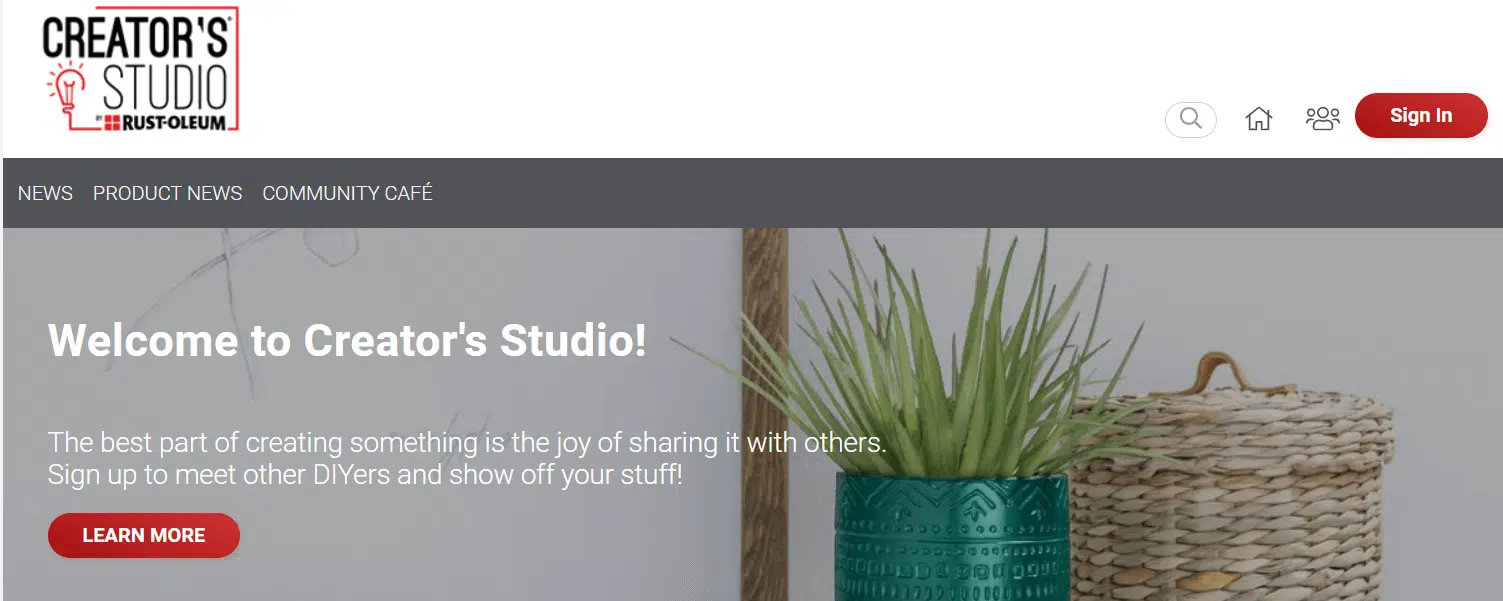 CREATOR'S®
STUDIO
BY RUST-OLEUM
Sign In
NEWS PRODUCT NEWS COMMUNITY CAFÉ
Welcome to Creator's Studio!
The best part of creating something is the joy of sharing it with others.
Sign up to meet other DIYers and show off your stuff!
LEARN MORE